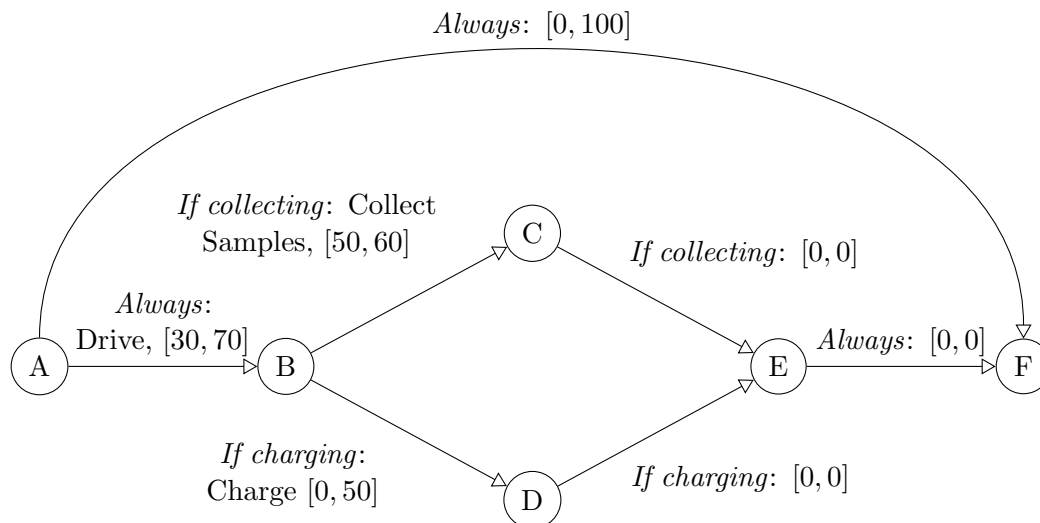 Always: [0, 100]
If collecting: Collect
Samples, [50, 60]
C
If collecting: [0, 0]
Always:
Drive, [30, 70]
Always: [0, 0]
A
B
E
F
If charging:
Charge [0, 50]
If charging: [0, 0]
D